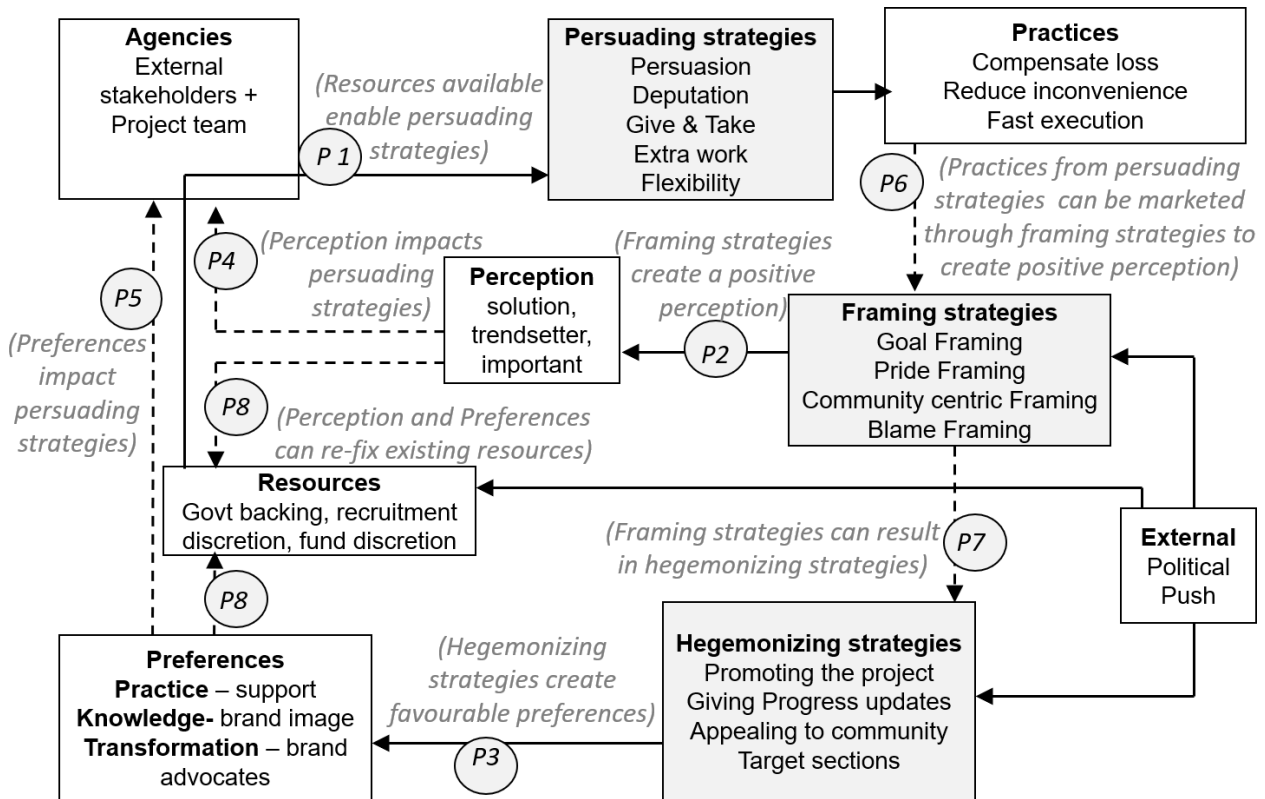 Agencies
External
stakeholders +
Project team
(Resources available
enable persuading
strategies)
P 1
Persuading strategies
Persuasion
Deputation
Give & Take
Extra work
Flexibility
Practices
Compensate loss
Reduce inconvenience
Fast execution
P6
(Practices from persuading
strategies can be marketed
through framing strategies to
create positive perception)
P4
(Perception impacts
persuading
strategies)
Perception
solution,
trendsetter,
important
(Framing strategies
create a positive
perception)
P2
Framing strategies
Goal Framing
Pride Framing
Community centric Framing
Blame Framing
P5
(Preferences
impact
persuading
strategies)
P8
(Perception and Preferences
can re-fix existing resources)
Resources
Govt backing, recruitment
discretion, fund discretion
(Framing strategies can result
in hegemonizing strategies)
P7
External
Political
Push
P8
Preferences
Practice – support
Knowledge- brand image
Transformation – brand
advocates
(Hegemonizing
strategies create
favourable preferences)
P3
Hegemonizing strategies
Promoting the project
Giving Progress updates
Appealing to community
Target sections